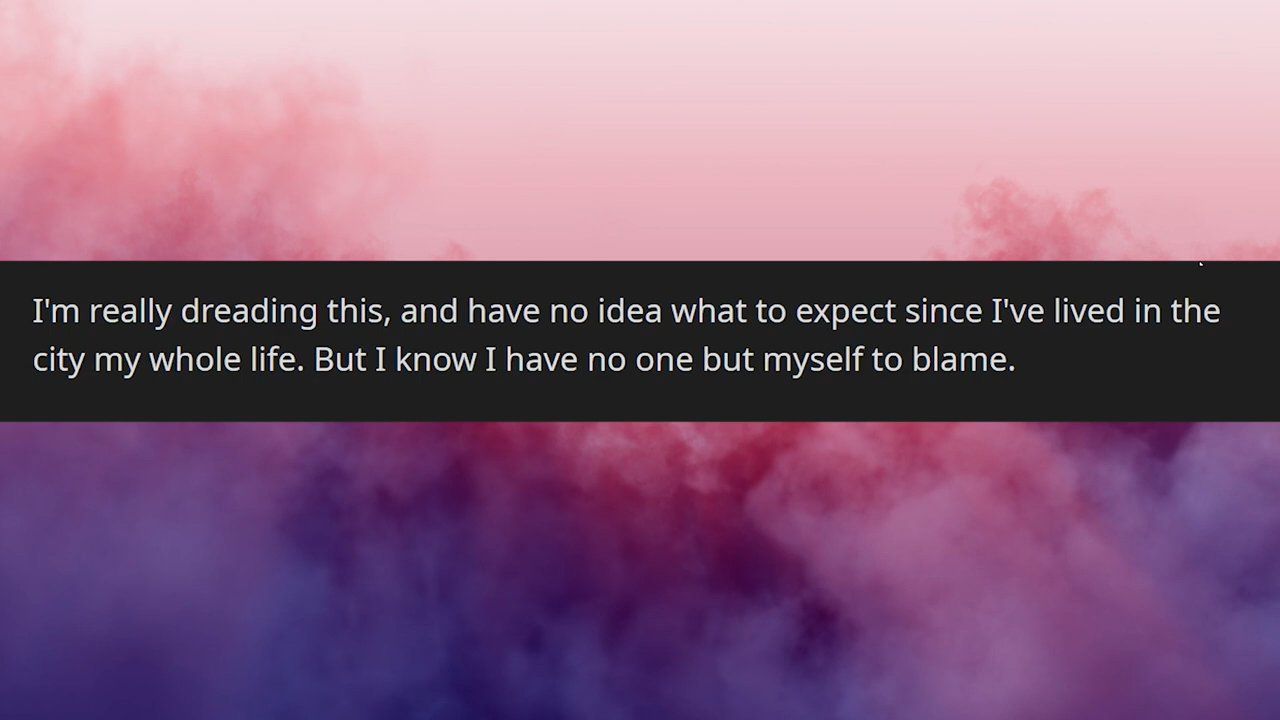 I'm really dreading this, and have no idea what to expect since I've lived in the
city my whole life. But I know I have no one but myself to blame.